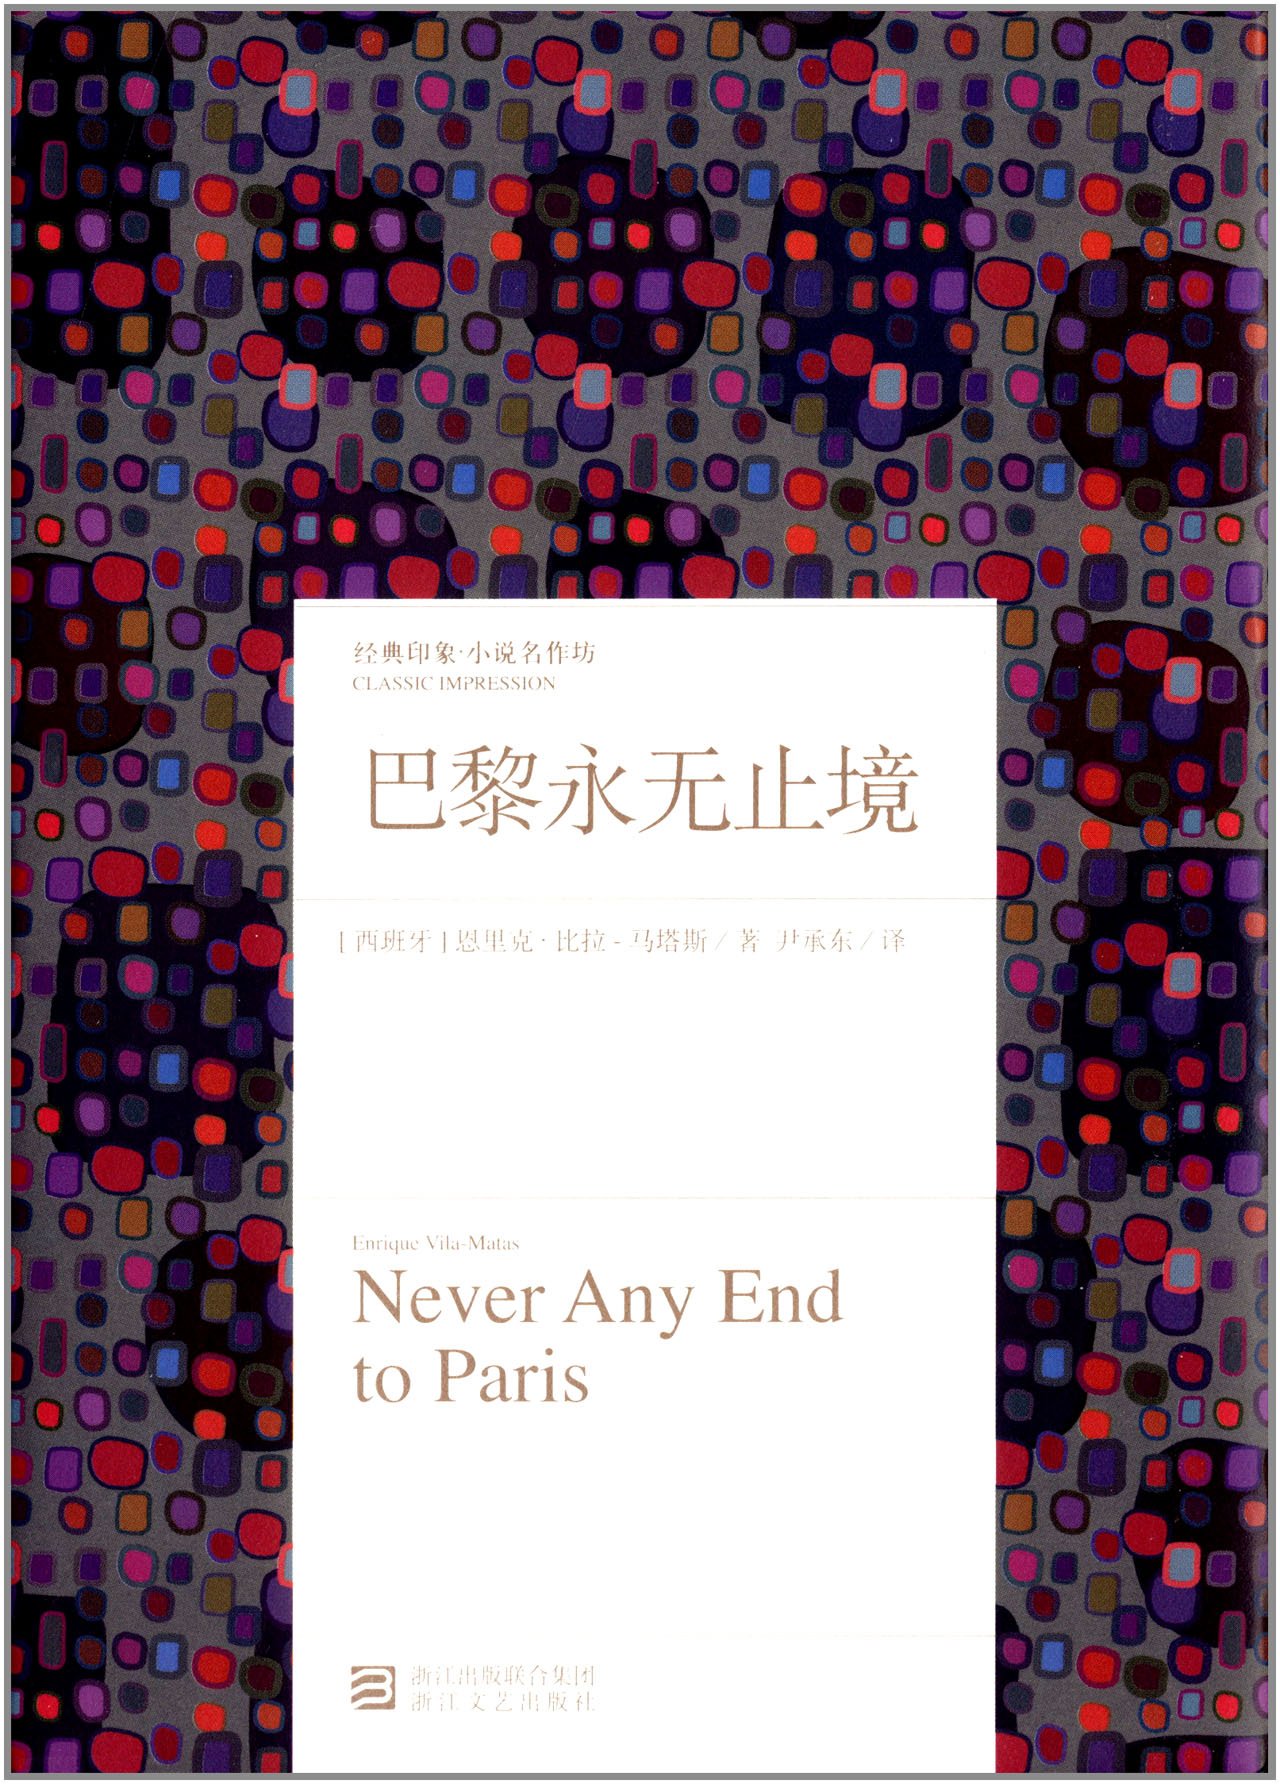 经典印象·小说名作坊
CLASSIC IMPRESSION
巴黎永无止境
[西班牙]恩里克·比拉-马塔斯/著 尹承东/译
Enrique Vila-Matas
Never Any End
to Paris
浙江出版联合集团
浙江文艺出版社